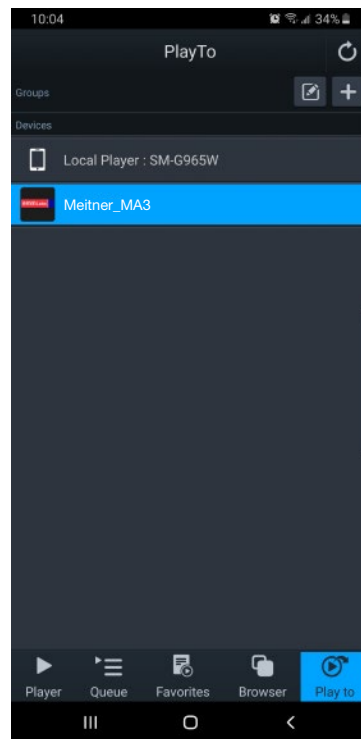 10:04 34%
PlayTo
Groups
Devices
Local Player : SM-G965W
Meitner_MA3
Player Queue Favorites Browser Play to